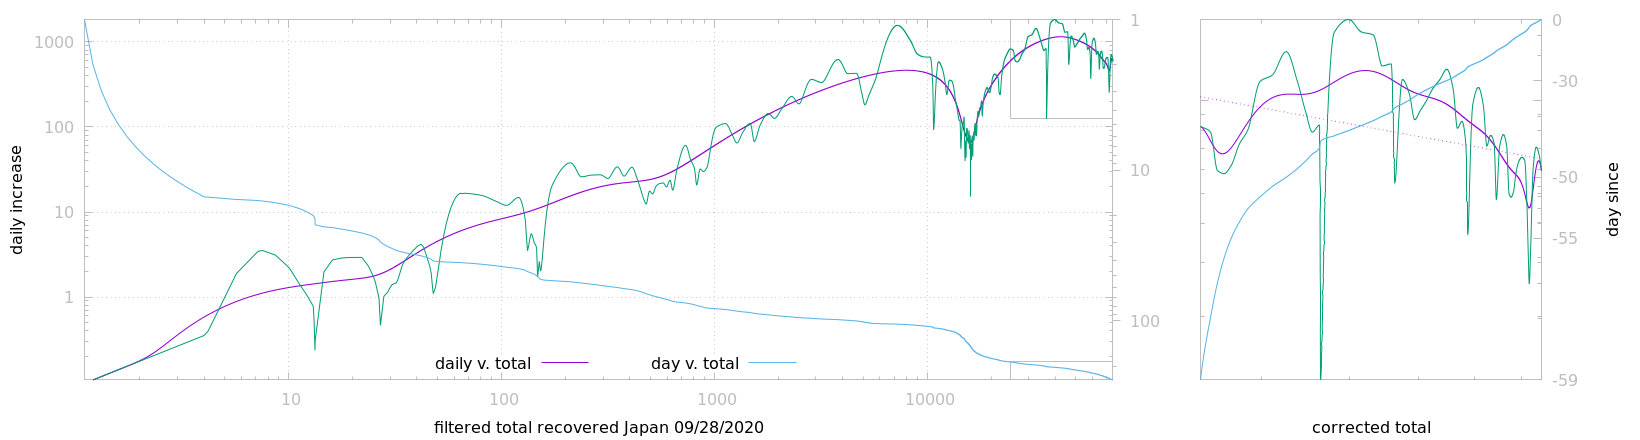 1000
100
10
1
daily increase
daily v. total
day v. total
10
100
1000
10000
filtered total recovered Japan 09/28/2020
1
10
100
0
-30
-50
-55
-59
day since
corrected total